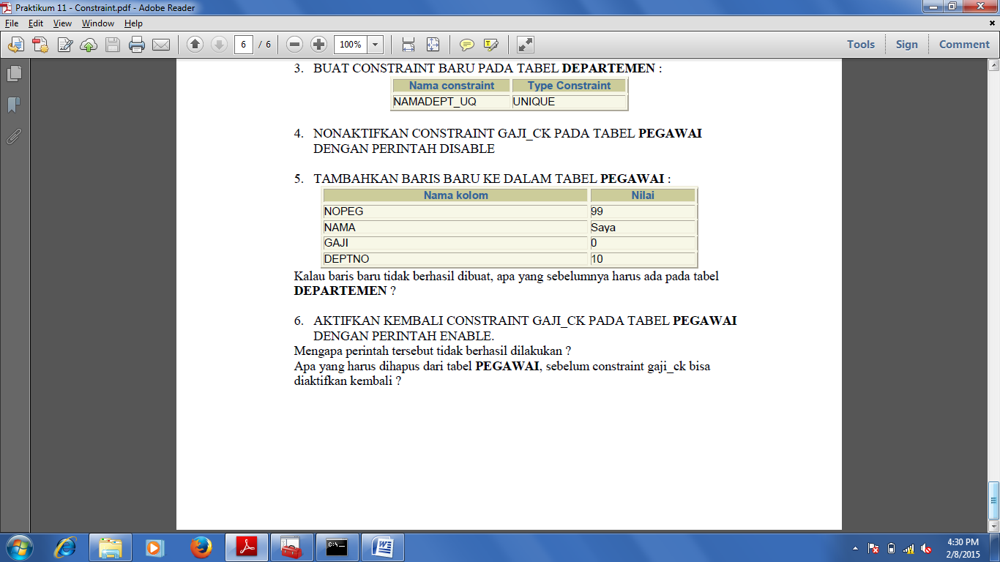 Praktikum 11 - Constraint.pdf - Adobe Reader
File Edit View Window Help
6 / 6 100% Tools Sign Comment
3. BUAT CONSTRAINT BARU PADA TABEL DEPARTEMEN :
Nama constraint Type Constraint
NAMADEPT_UQ UNIQUE
4. NONAKTIFKAN CONSTRAINT GAJI_CK PADA TABEL PEGAWAI
DENGAN PERINTAH DISABLE
5. TAMBAHKAN BARIS BARU KE DALAM TABEL PEGAWAI :
Nama kolom Nilai
NOPEG 99
NAMA Saya
GAJI 0
DEPTNO 10
Kalau baris baru tidak berhasil dibuat, apa yang sebelumnya harus ada pada tabel
DEPARTEMEN ?
6. AKTIFKAN KEMBALI CONSTRAINT GAJI_CK PADA TABEL PEGAWAI
DENGAN PERINTAH ENABLE.
Mengapa perintah tersebut tidak berhasil dilakukan ?
Apa yang harus dihapus dari tabel PEGAWAI, sebelum constraint gaji_ck bisa
diaktifkan kembali ?
4:30 PM
2/8/2015